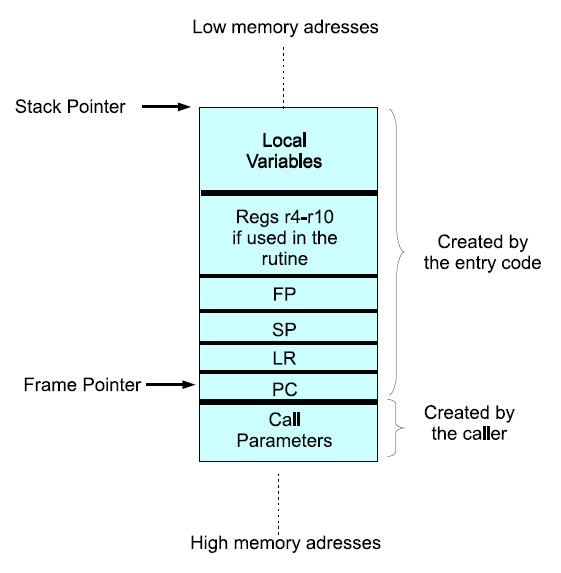 Low memory adresses
Stack Pointer
Local
Variables
Regs r4-r10
if used in the
rutine
Created by
the entry code
FP
SP
LR
Frame Pointer
PC
Call
Parameters
Created by
the caller
High memory adresses